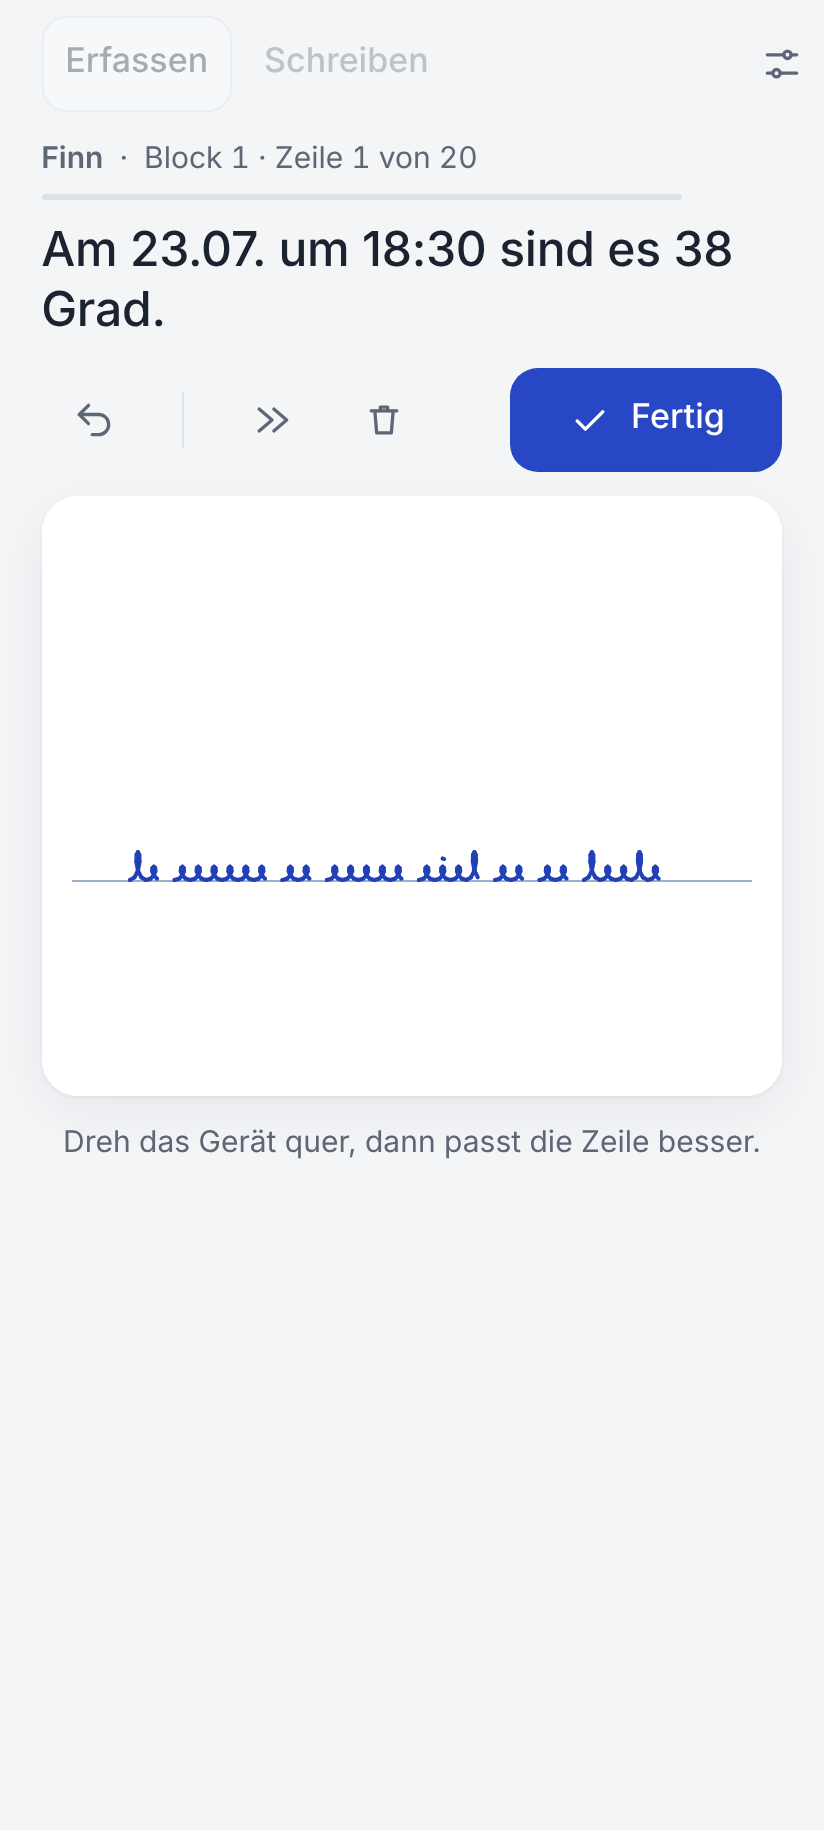 Erfassen Schreiben
Finn · Block 1 · Zeile 1 von 20
Am 23.07. um 18:30 sind es 38
Grad.
Fertig
Dreh das Gerät quer, dann passt die Zeile besser.